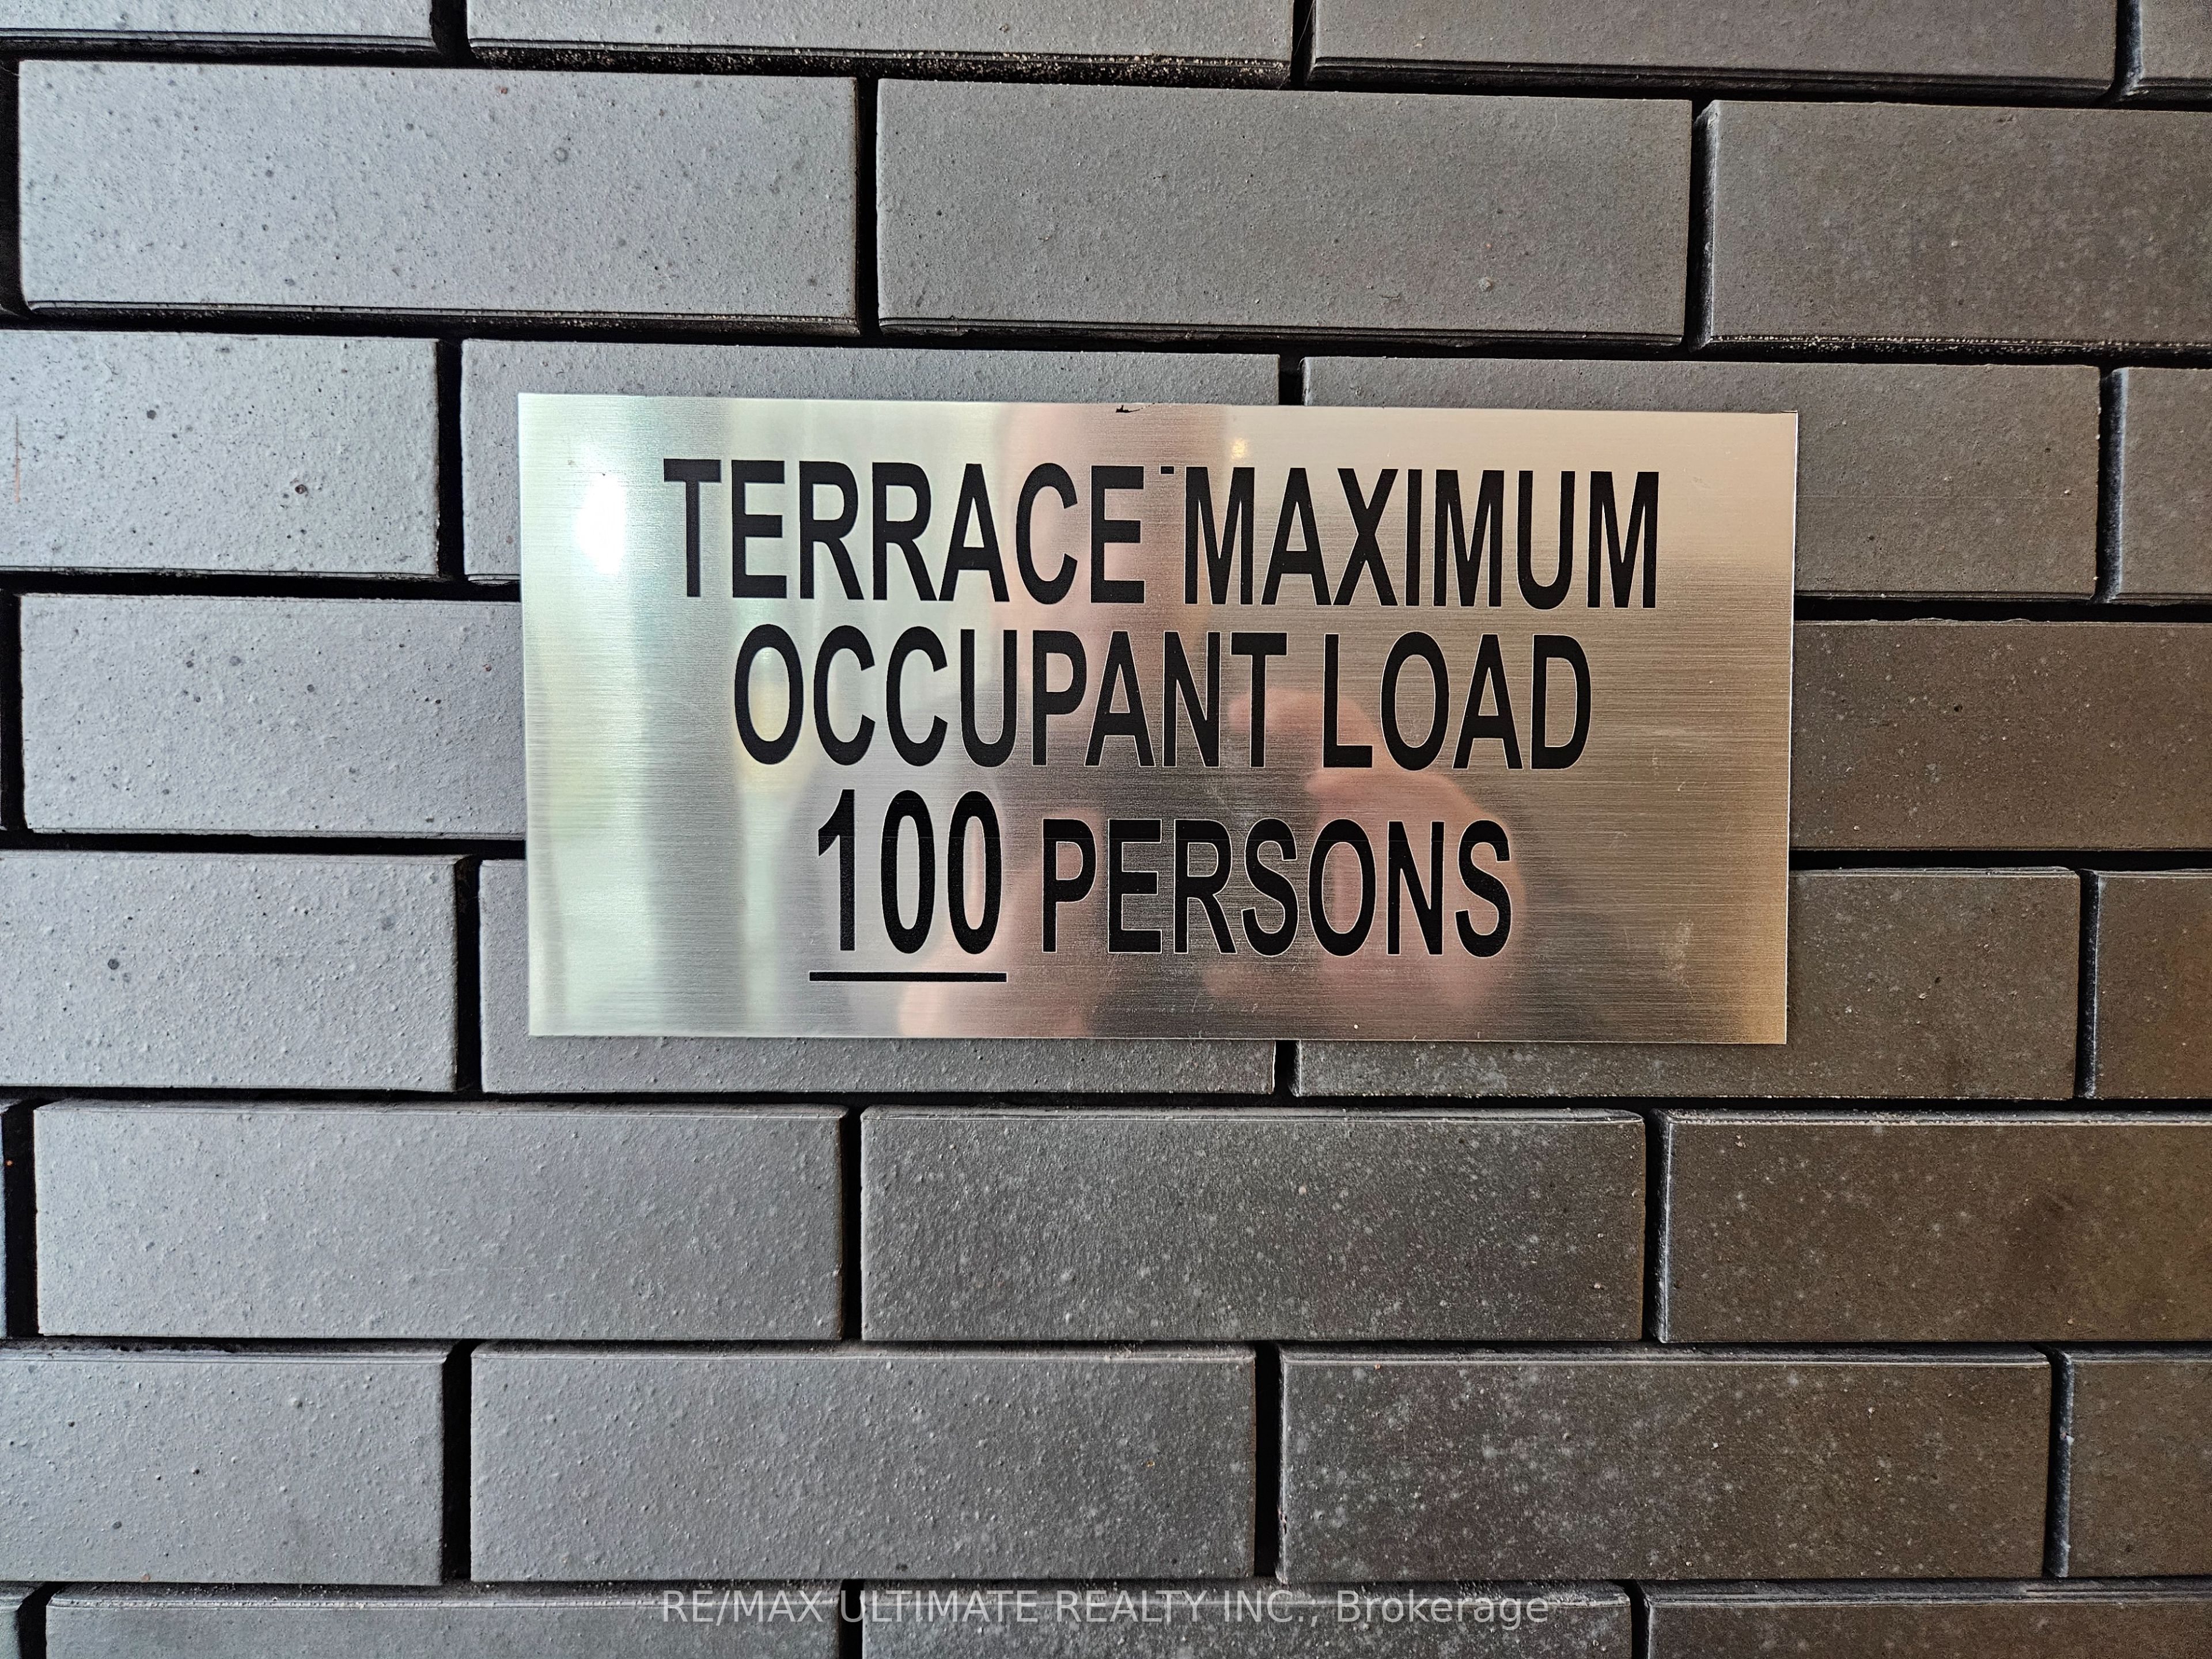 TERRACE MAXIMUM
OCCUPANT LOAD
100 PERSONS
RE/MAX ULTIMATE REALTY INC., Brokerage